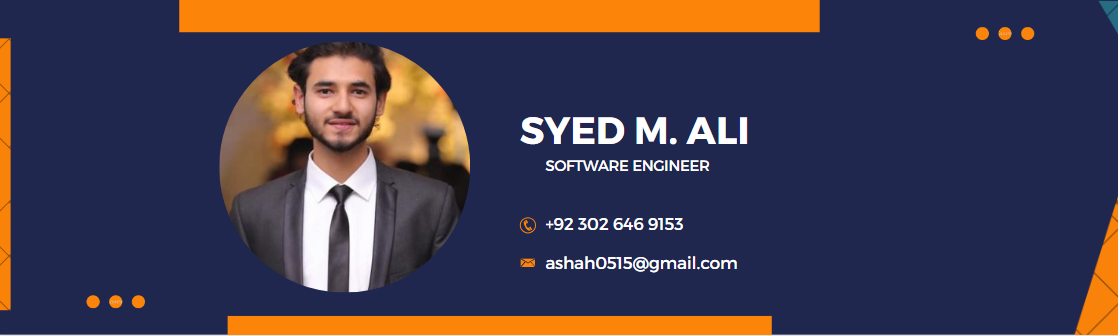 SYED M. ALI
SOFTWARE ENGINEER
+92 302 646 9153
ashah0515@gmail.com